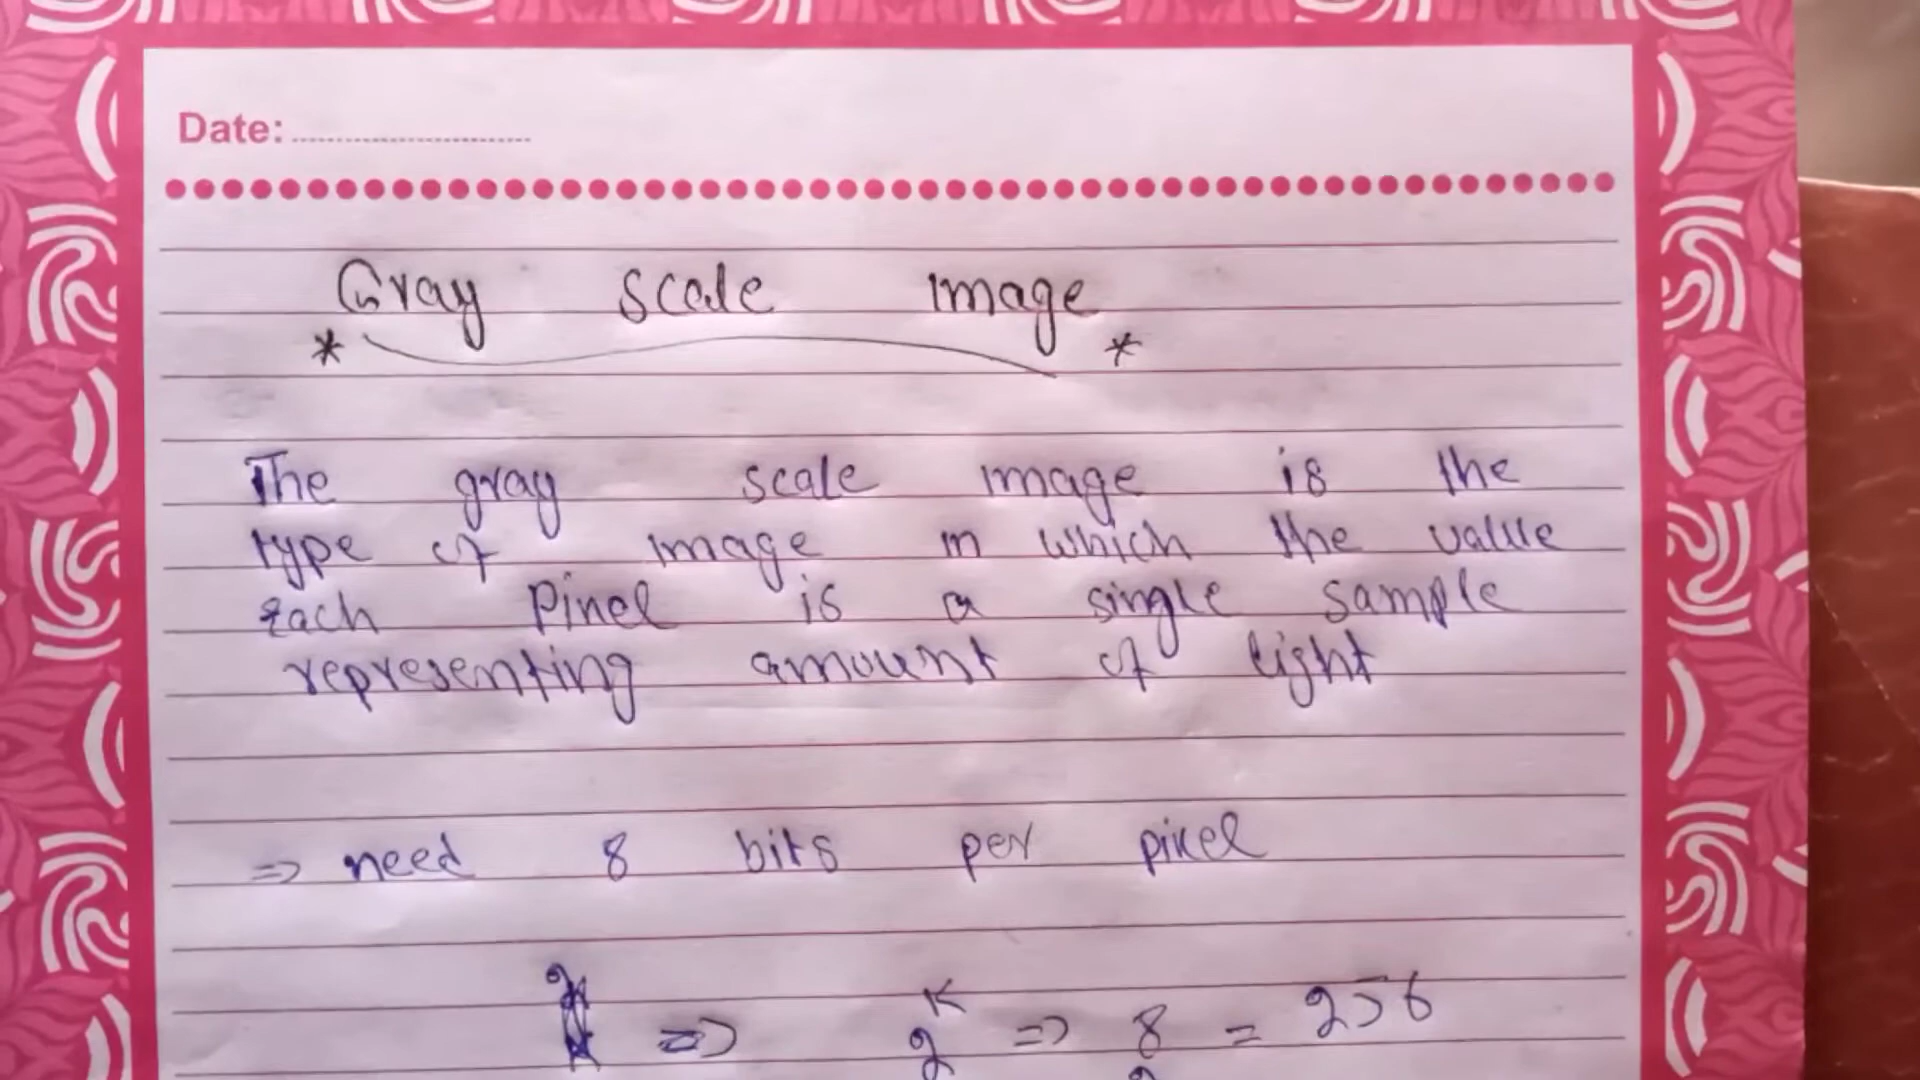 Date:
Gray scale image
* *
The gray scale image is the
type of image in which the value
each Pixel is a single sample
representing amount of light
=> need 8 bits per pixel
=> 2^K => 8 = 256
2